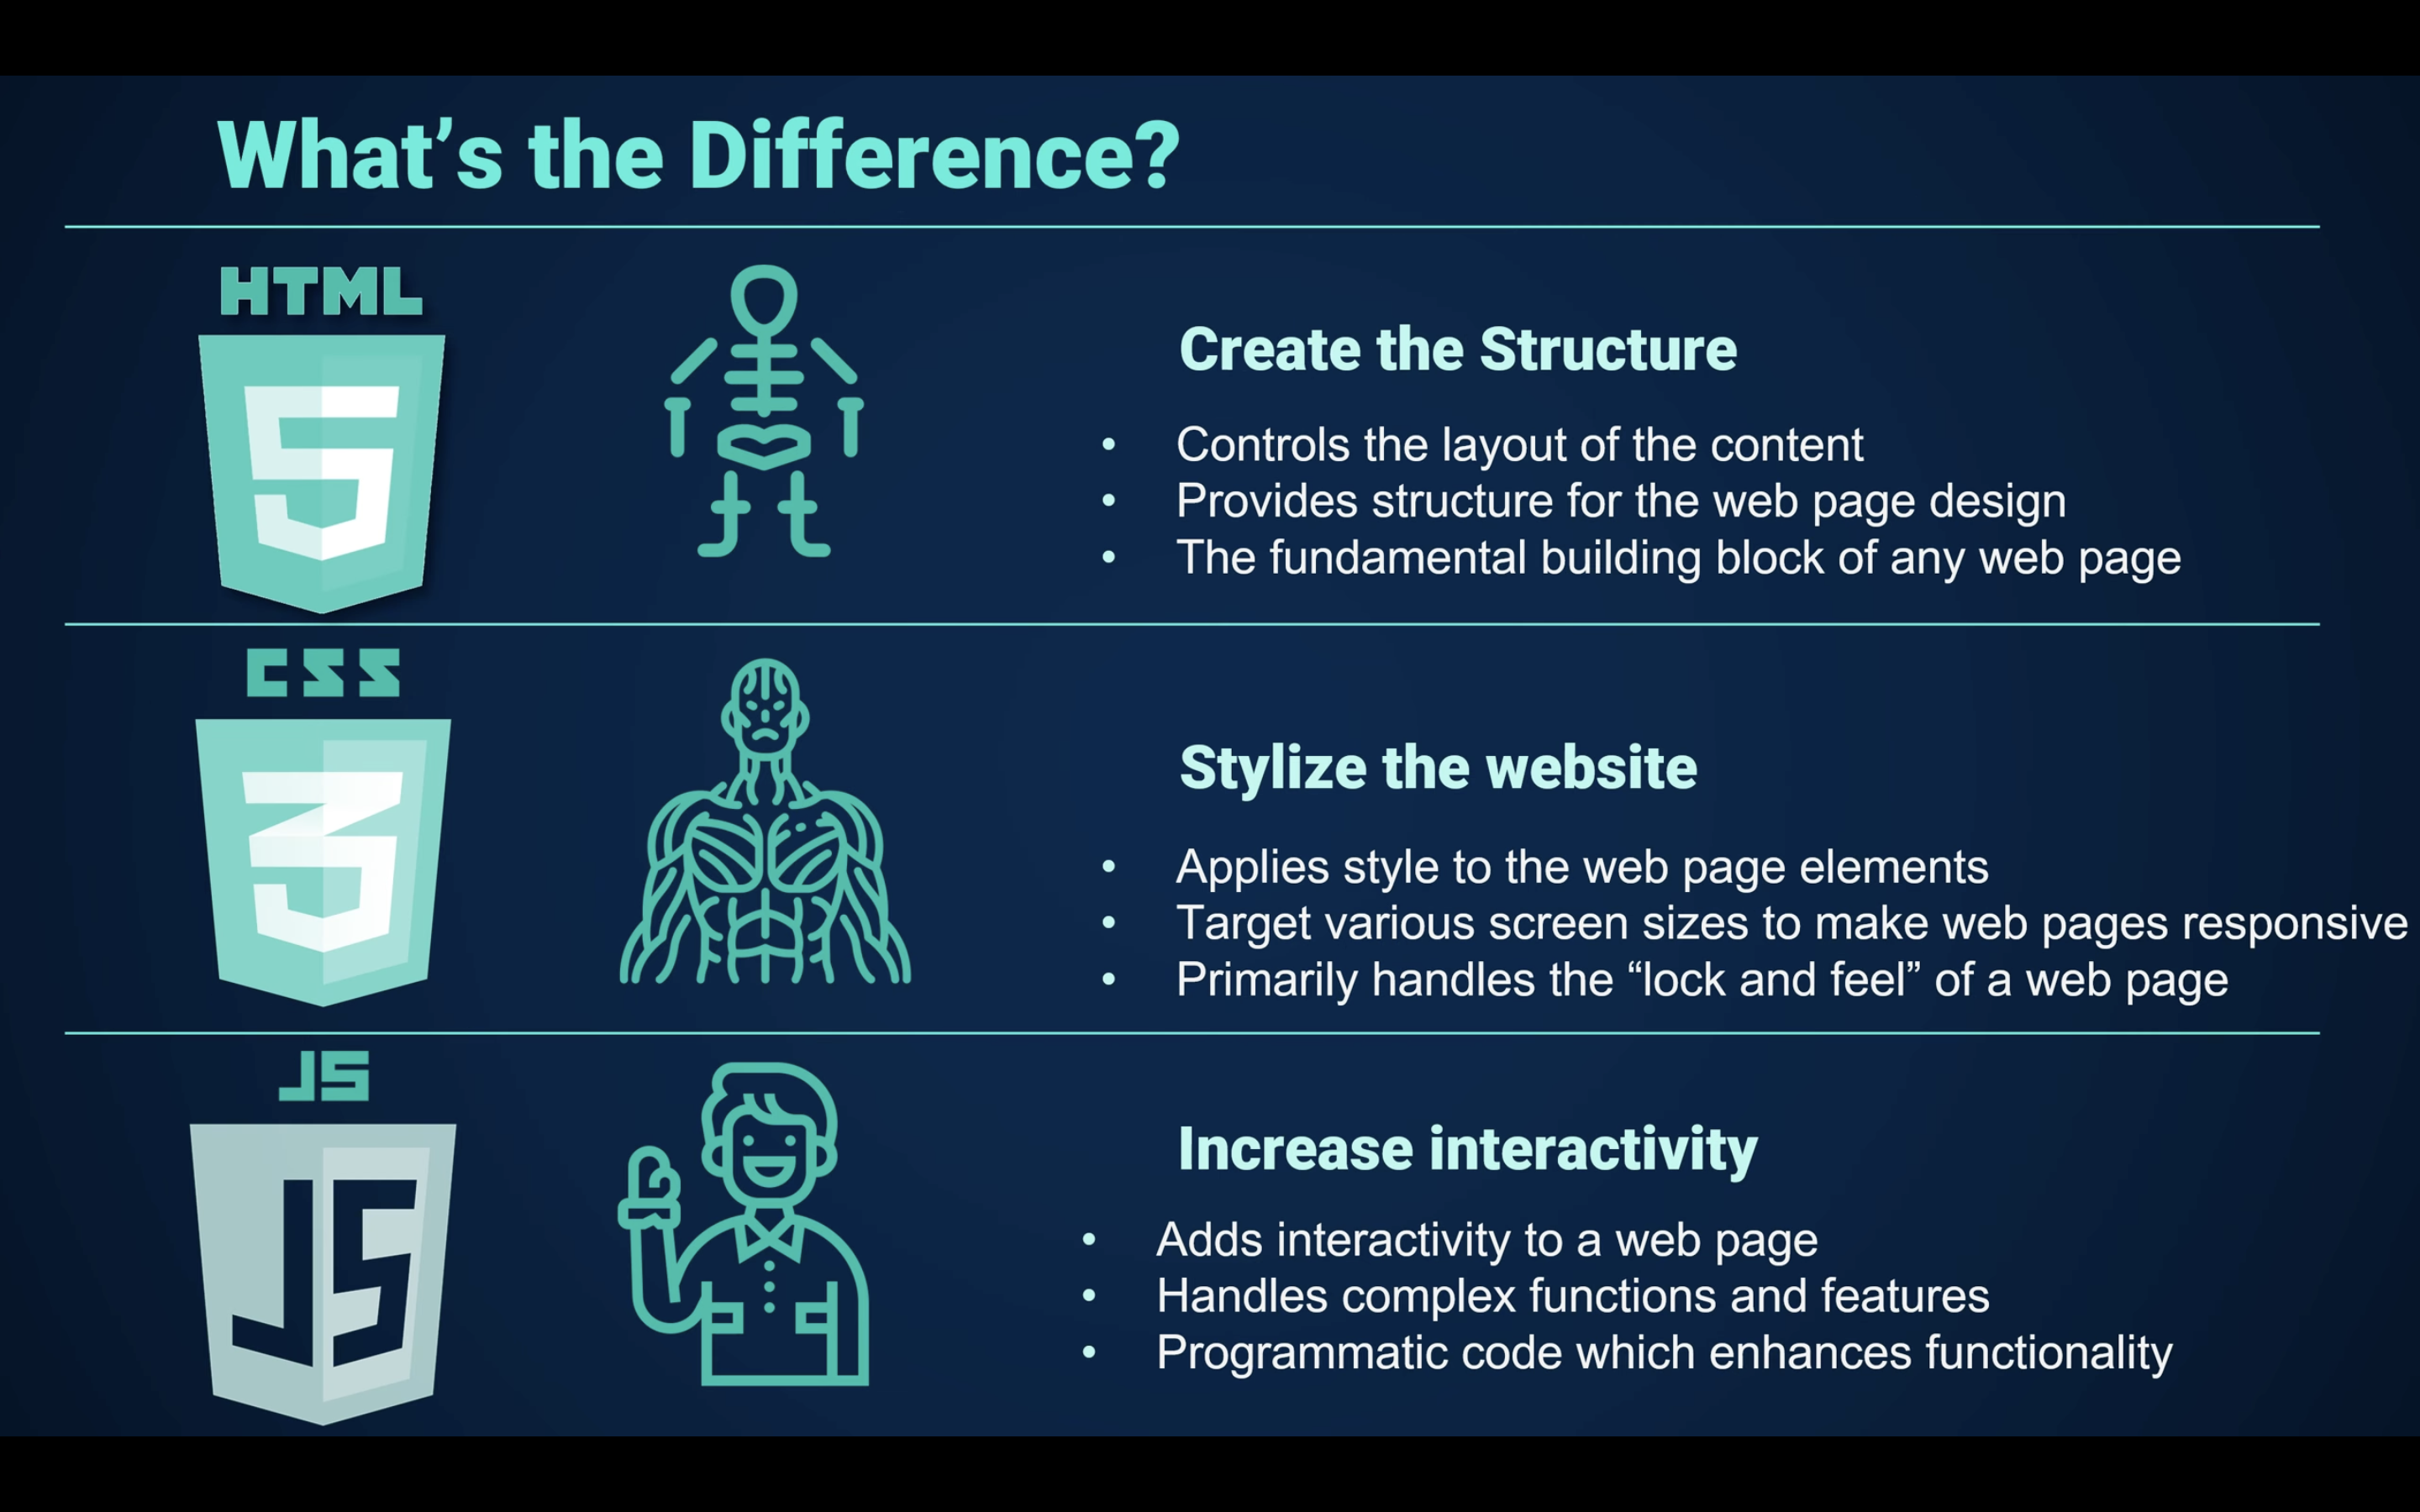 What’s the Difference?
HTML
5
Create the Structure
• Controls the layout of the content
• Provides structure for the web page design
• The fundamental building block of any web page
CSS
3
Stylize the website
• Applies style to the web page elements
• Target various screen sizes to make web pages responsive
• Primarily handles the “lock and feel” of a web page
JS
JS
Increase interactivity
• Adds interactivity to a web page
• Handles complex functions and features
• Programmatic code which enhances functionality